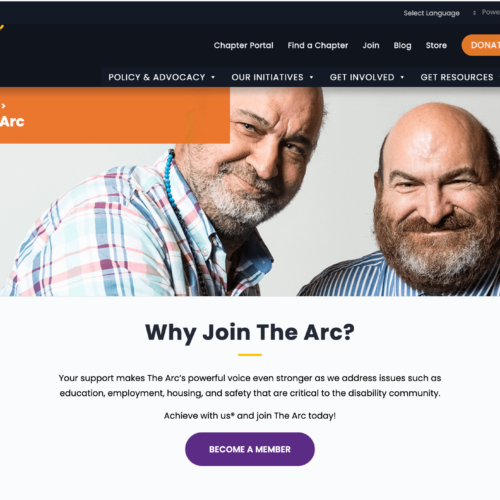 Select Language
Powe
Chapter Portal Find a Chapter Join Blog Store DONAT
POLICY & ADVOCACY OUR INITIATIVES GET INVOLVED GET RESOURCES
>
Arc
Why Join The Arc?
Your support makes The Arc's powerful voice even stronger as we address issues such as
education, employment, housing, and safety that are critical to the disability community.
Achieve with us® and join The Arc today!
BECOME A MEMBER